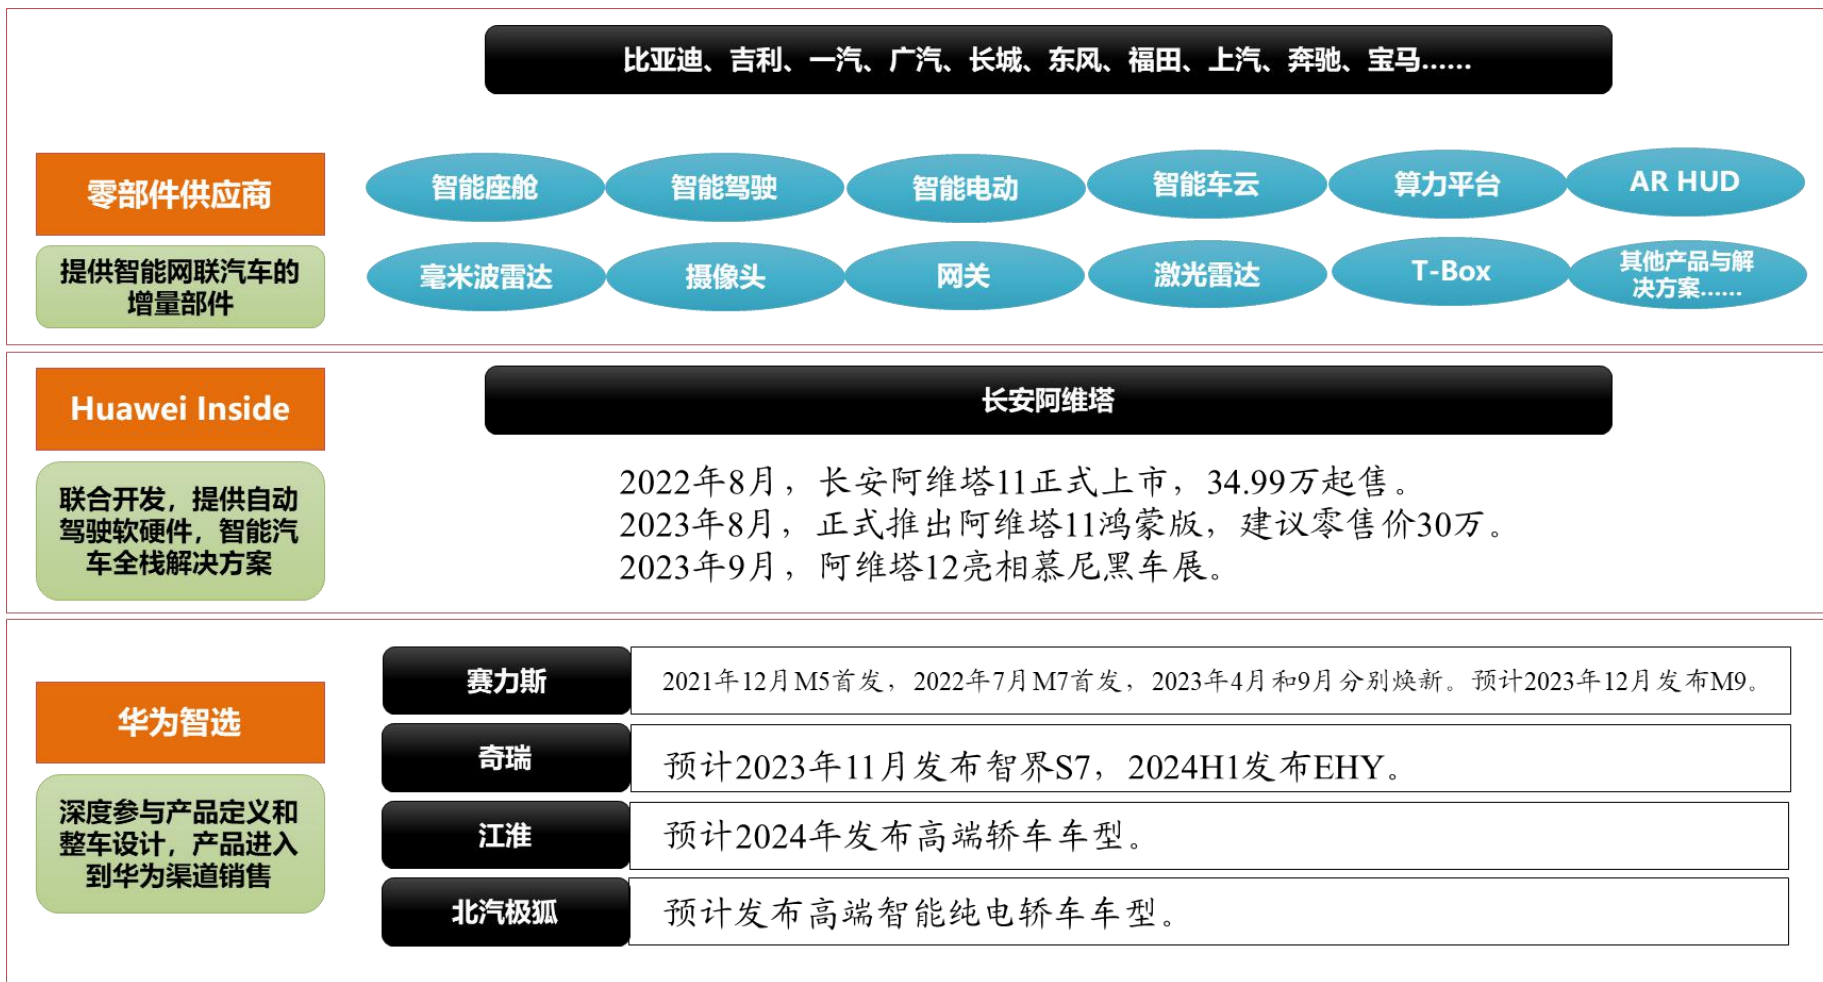 比亚迪、吉利、一汽、广汽、长城、东风、福田、上汽、奔驰、宝马……
零部件供应商
提供智能网联汽车的
增量部件
智能座舱
智能驾驶
智能电动
智能车云
算力平台
AR HUD
毫米波雷达
摄像头
网关
激光雷达
T-Box
其他产品与解
决方案……
Huawei Inside
联合开发，提供自动
驾驶软硬件，智能汽
车全栈解决方案
长安阿维塔
2022年8月，长安阿维塔11正式上市，34.99万起售。
2023年8月，正式推出阿维塔11鸿蒙版，建议零售价30万。
2023年9月，阿维塔12亮相慕尼黑车展。
华为智选
深度参与产品定义和
整车设计，产品进入
到华为渠道销售
赛力斯
2021年12月M5首发，2022年7月M7首发，2023年4月和9月分别焕新。预计2023年12月发布M9。
奇瑞
预计2023年11月发布智界S7，2024H1发布EHY。
江淮
预计2024年发布高端轿车车型。
北汽极狐
预计发布高端智能纯电轿车车型。